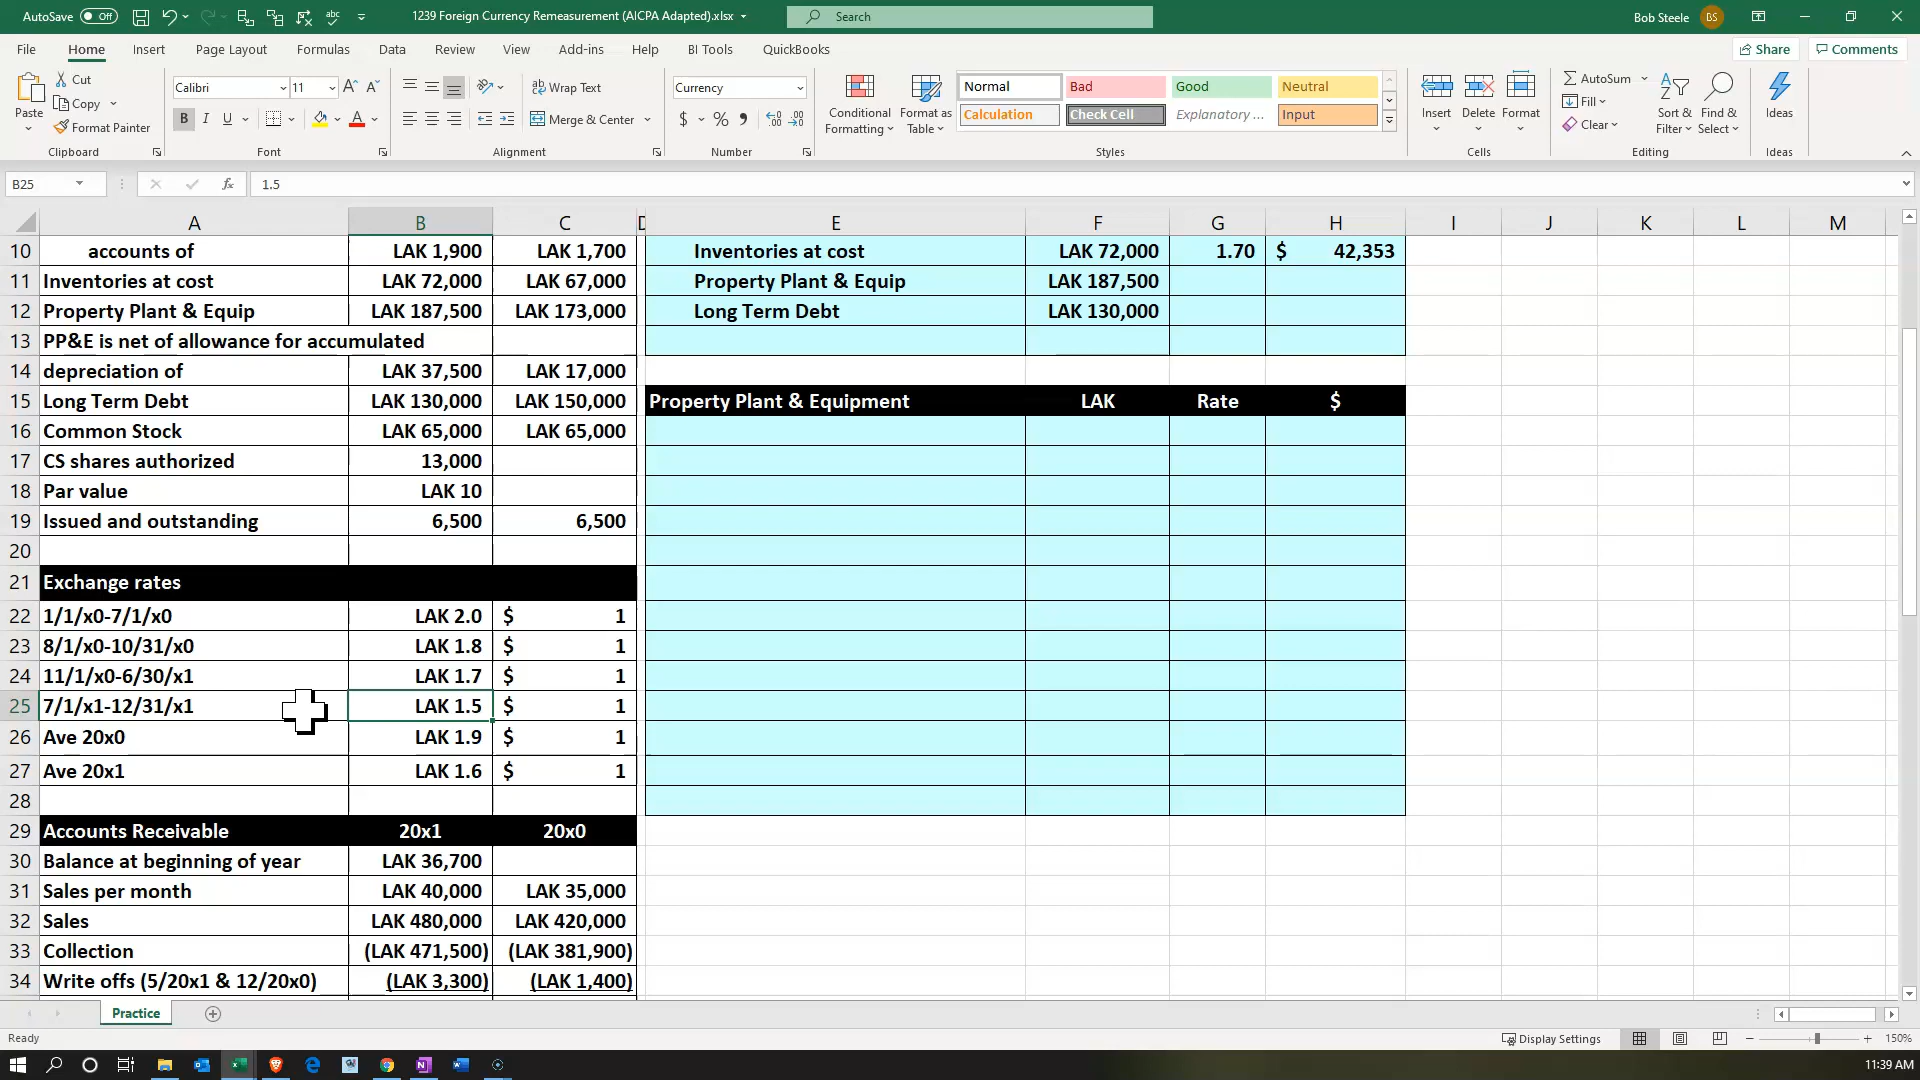 AutoSave Off 1239 Foreign Currency Remeasurement (AICPA Adapted).xlsx Search Bob Steele BS
File Home Insert Page Layout Formulas Data Review View Add-ins Help BI Tools QuickBooks Share Comments
Cut
Copy
Format Painter
Paste
Clipboard
Calibri 11
B I U
Font
Wrap Text
Merge & Center
Alignment
Currency
$ % ,
Number
Conditional Formatting
Format as Table
Normal Bad Good Neutral
Calculation Check Cell Explanatory ... Input
Styles
Insert Delete Format
Cells
AutoSum
Fill
Clear
Sort & Filter
Find & Select
Editing
Ideas
Ideas
B25 fx 1.5
A B C D E F G H I J K L M
10 accounts of LAK 1,900 LAK 1,700 Inventories at cost LAK 72,000 1.70 $ 42,353
11 Inventories at cost LAK 72,000 LAK 67,000 Property Plant & Equip LAK 187,500
12 Property Plant & Equip LAK 187,500 LAK 173,000 Long Term Debt LAK 130,000
13 PP&E is net of allowance for accumulated
14 depreciation of LAK 37,500 LAK 17,000
15 Long Term Debt LAK 130,000 LAK 150,000 Property Plant & Equipment LAK Rate $
16 Common Stock LAK 65,000 LAK 65,000
17 CS shares authorized 13,000
18 Par value LAK 10
19 Issued and outstanding 6,500 6,500
20
21 Exchange rates
22 1/1/x0-7/1/x0 LAK 2.0 $ 1
23 8/1/x0-10/31/x0 LAK 1.8 $ 1
24 11/1/x0-6/30/x1 LAK 1.7 $ 1
25 7/1/x1-12/31/x1 LAK 1.5 $ 1
26 Ave 20x0 LAK 1.9 $ 1
27 Ave 20x1 LAK 1.6 $ 1
28
29 Accounts Receivable 20x1 20x0
30 Balance at beginning of year LAK 36,700
31 Sales per month LAK 40,000 LAK 35,000
32 Sales LAK 480,000 LAK 420,000
33 Collection (LAK 471,500) (LAK 381,900)
34 Write offs (5/20x1 & 12/20x0) (LAK 3,300) (LAK 1,400)
Practice
Ready Display Settings 150%
11:39 AM